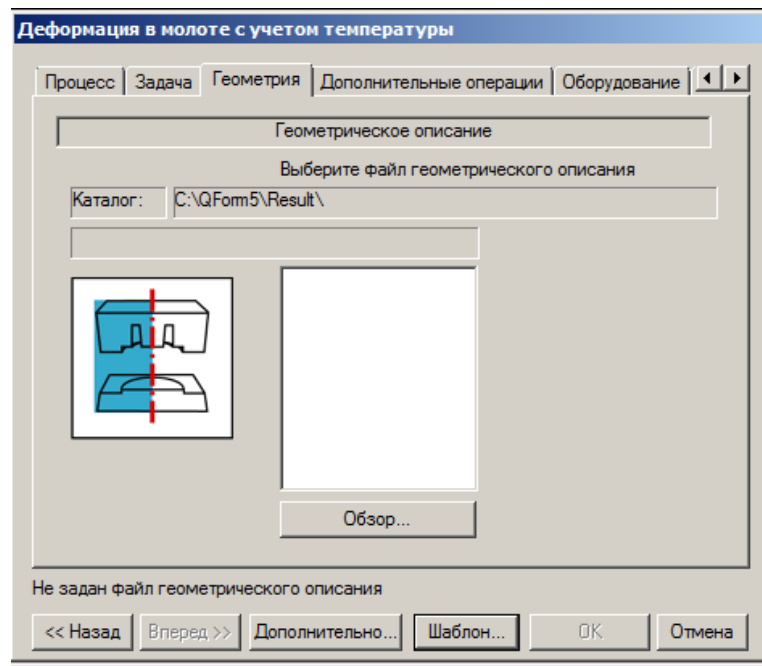 Деформация в молоте с учетом температуры
Процесс Задача Геометрия Дополнительные операции Оборудование
Геометрическое описание
Выберите файл геометрического описания
Каталог: C:\QForm5\Result\
Обзор...
Не задан файл геометрического описания
<< Назад Вперед >> Дополнительно... Шаблон... OK Отмена